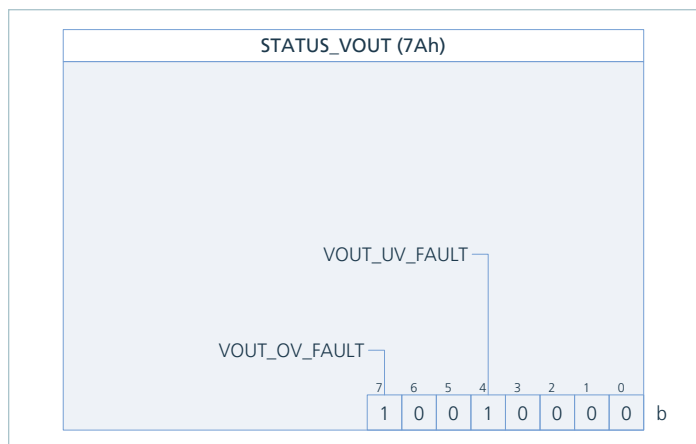 STATUS_VOUT (7Ah)
VOUT_UV_FAULT
VOUT_OV_FAULT
7 6 5 4 3 2 1 0
1 0 0 1 0 0 0 0 b